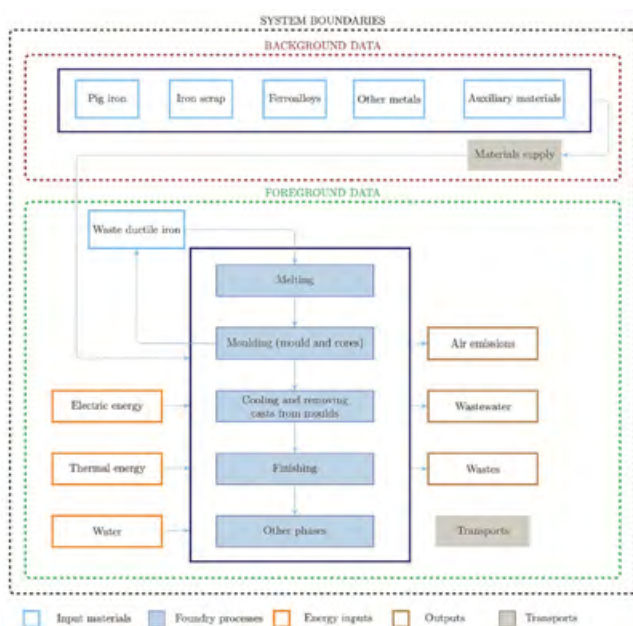 SYSTEM BOUNDARIES
BACKGROUND DATA
Pig iron
Iron scrap
Ferroalloys
Other metals
Auxiliary materials
Materials supply
FOREGROUND DATA
Waste ductile iron
Melting
Moulding (mould and cores)
Air emissions
Electric energy
Cooling and removing
casts from moulds
Wastewater
Thermal energy
Finishing
Wastes
Water
Other phases
Transports
Input materials
Foundry processes
Energy inputs
Outputs
Transports